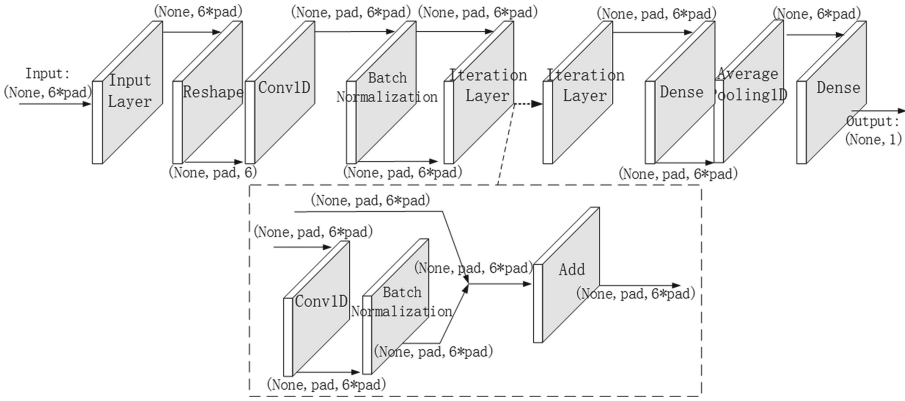 (None, 6*pad)
(None, pad, 6*pad)
(None, pad, 6*pad)
(None, pad, 6*pad)
(None, 6*pad)
Input:
(None, 6*pad)
Input
Layer
Reshape
Conv1D
Batch
Normalization
Iteration
Layer
Iteration
Layer
Dense
Average
Pooling1D
Dense
Output:
(None, 1)
(None, pad, 6)
(None, pad, 6*pad)
(None, pad, 6*pad)
(None, pad, 6*pad)
(None, pad, 6*pad)
(None, pad, 6*pad)
Conv1D
Batch
Normalization
Add
(None, pad, 6*pad)
(None, pad, 6*pad)
(None, pad, 6*pad)